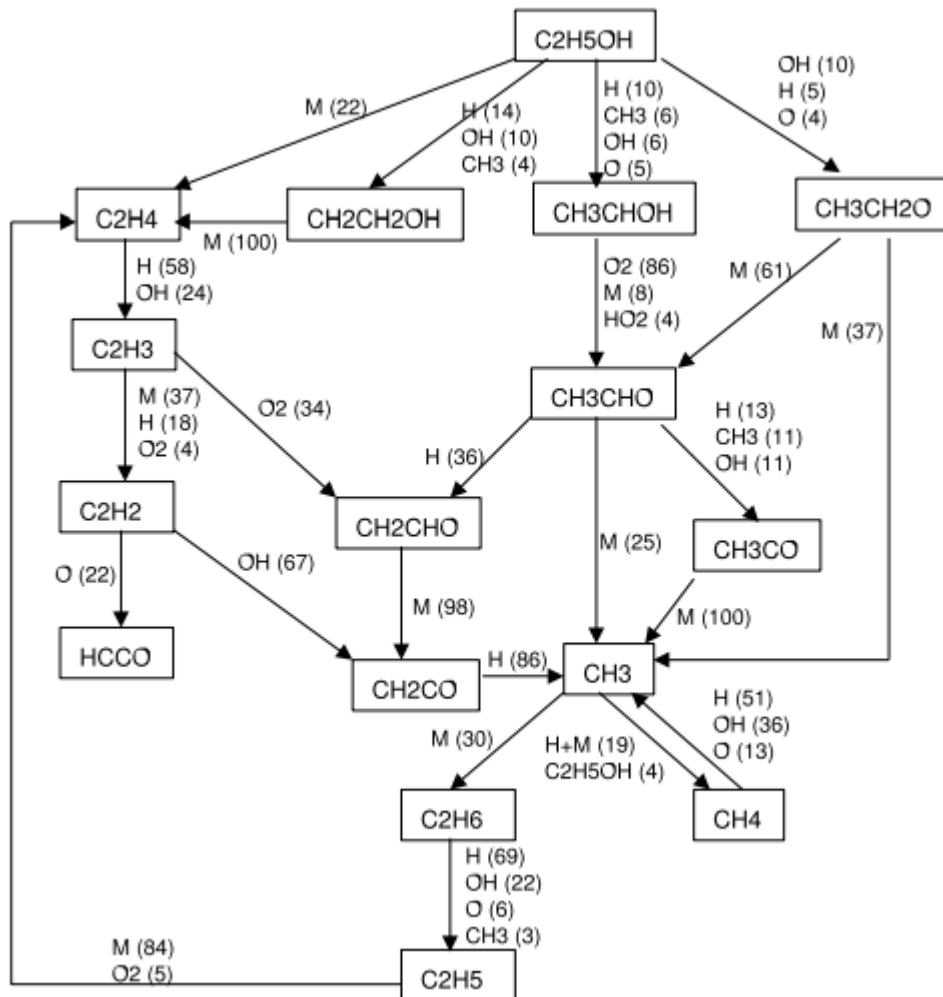 C2H5OH
M (22)
H (14)
OH (10)
CH3 (4)
H (10)
CH3 (6)
OH (6)
O (5)
OH (10)
H (5)
O (4)
C2H4
CH2CH2OH
CH3CHOH
CH3CH2O
M (100)
H (58)
OH (24)
O2 (86)
M (8)
HO2 (4)
M (61)
M (37)
C2H3
CH3CHO
M (37)
H (18)
O2 (4)
O2 (34)
H (36)
H (13)
CH3 (11)
OH (11)
C2H2
CH2CHO
CH3CO
O (22)
OH (67)
M (98)
M (25)
M (100)
HCCO
CH2CO
H (86)
CH3
M (30)
H+M (19)
C2H5OH (4)
H (51)
OH (36)
O (13)
C2H6
CH4
H (69)
OH (22)
O (6)
CH3 (3)
M (84)
O2 (5)
C2H5